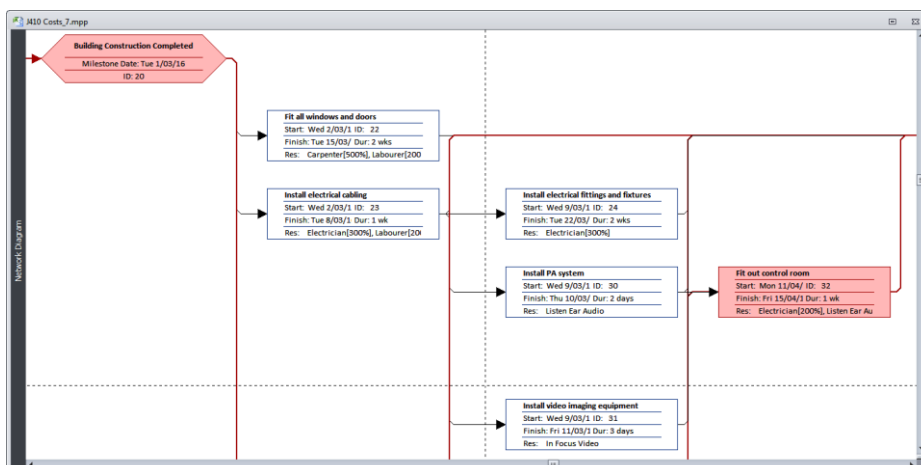 J410 Costs_7.mpp
Building Construction Completed
Milestone Date: Tue 1/03/16
ID: 20
Fit all windows and doors
Start: Wed 2/03/1 ID: 22
Finish: Tue 15/03/ Dur: 2 wks
Res: Carpenter[500%], Labourer[200
Install electrical cabling
Start: Wed 2/03/1 ID: 23
Finish: Tue 8/03/1 Dur: 1 wk
Res: Electrician[300%], Labourer[200
Install electrical fittings and fixtures
Start: Wed 9/03/1 ID: 24
Finish: Tue 22/03/ Dur: 2 wks
Res: Electrician[300%]
Install PA system
Start: Wed 9/03/1 ID: 30
Finish: Thu 10/03/ Dur: 2 days
Res: Listen Ear Audio
Fit out control room
Start: Mon 11/04/ ID: 32
Finish: Fri 15/04/1 Dur: 1 wk
Res: Electrician[200%], Listen Ear Au
Install video imaging equipment
Start: Wed 9/03/1 ID: 31
Finish: Fri 11/03/1 Dur: 3 days
Res: In Focus Video
Network Diagram